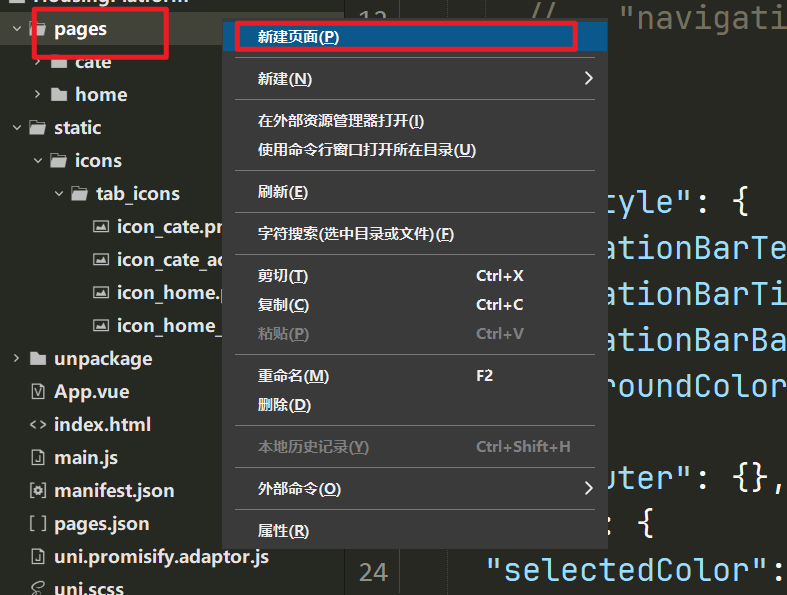 pages
cate
home
static
icons
tab_icons
icon_cate.pr
icon_cate_ac
icon_home.
icon_home_
unpackage
App.vue
index.html
main.js
manifest.json
pages.json
uni.promisify.adaptor.js
uni.scss
新建页面(P)
新建(N)
在外部资源管理器打开(I)
使用命令行窗口打开所在目录(U)
刷新(E)
字符搜索(选中目录或文件)(F)
剪切(T) Ctrl+X
复制(C) Ctrl+C
粘贴(P) Ctrl+V
重命名(M) F2
删除(D)
本地历史记录(Y) Ctrl+Shift+H
外部命令(O)
属性(R)
// "navigati
tyle": {
ationBarTe
ationBarTi
ationBarBa
roundColor
uter": {},
: {
24 "selectedColor":